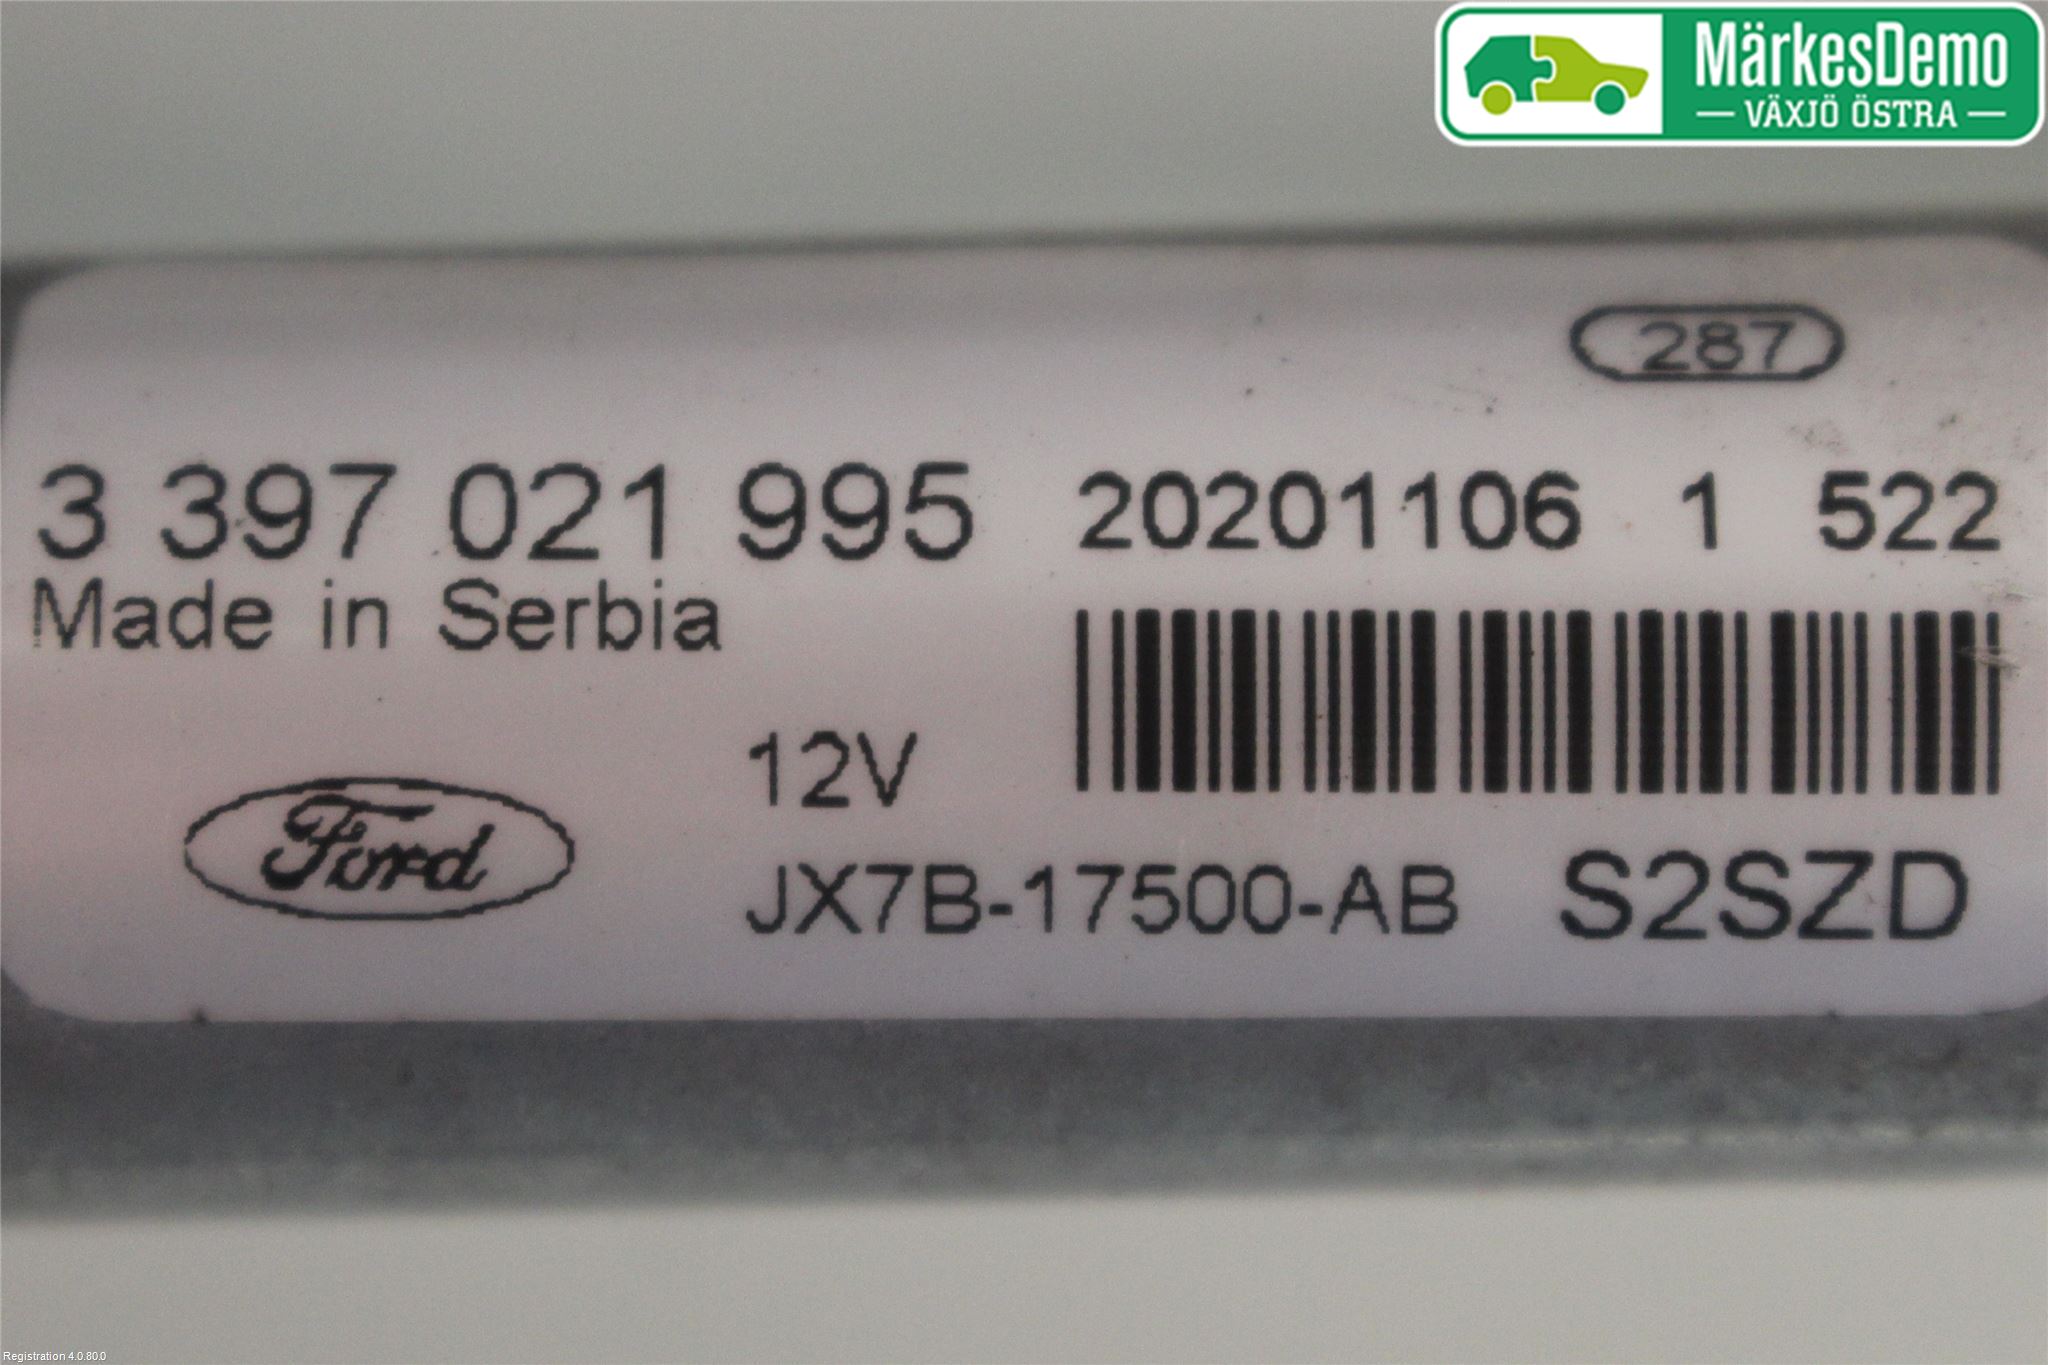 MärkesDemo
VÄXJÖ ÖSTRA
287
3 397 021 995 20201106 1 522
Made in Serbia
12V
Ford
JX7B-17500-AB S2SZD
Registration 4.0.80.0